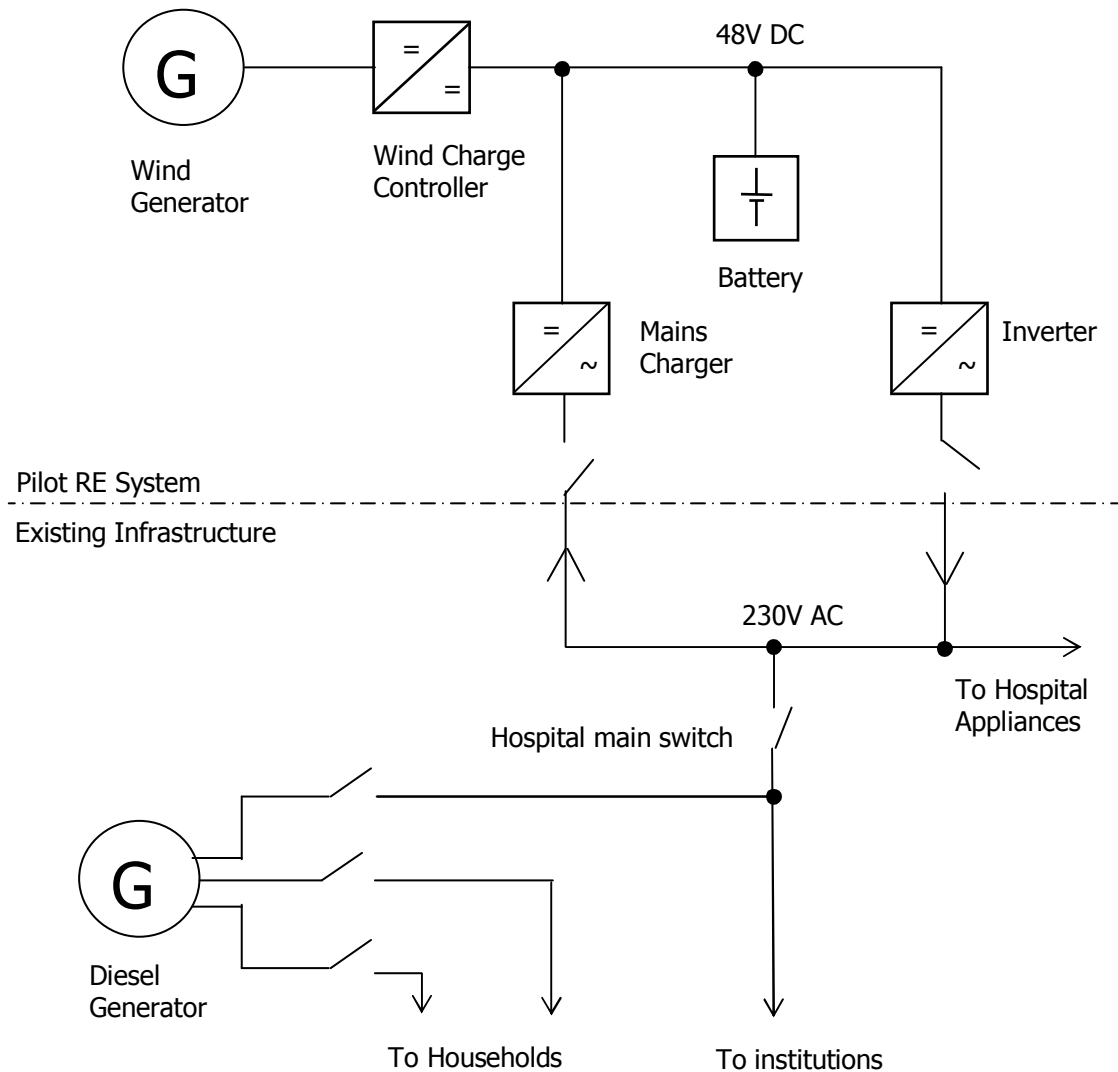 48V DC
G
=
=
Wind
Generator
Wind Charge
Controller
Battery
=
~
Mains
Charger
=
~
Inverter
Pilot RE System
Existing Infrastructure
230V AC
To Hospital
Appliances
Hospital main switch
G
Diesel
Generator
To Households
To institutions